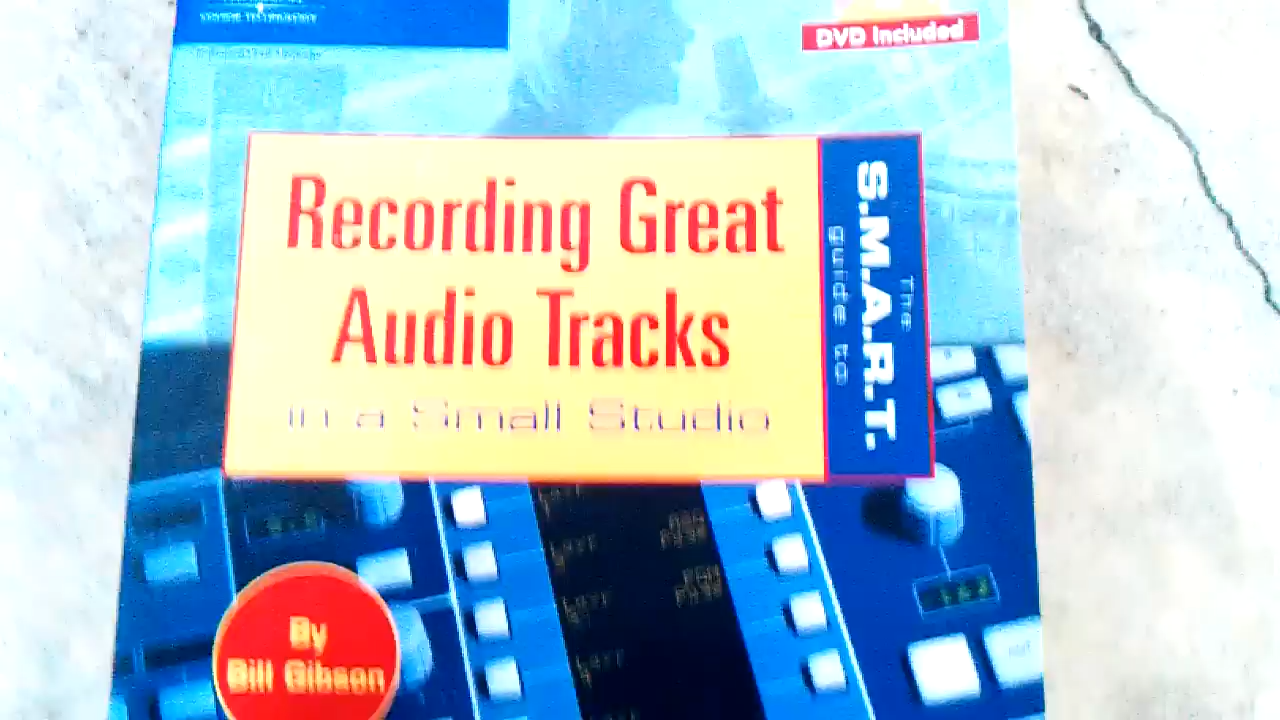 DVD Included
Recording Great
Audio Tracks
in a Small Studio
The
S.M.A.R.T.
guide to
By
Bill Gibson